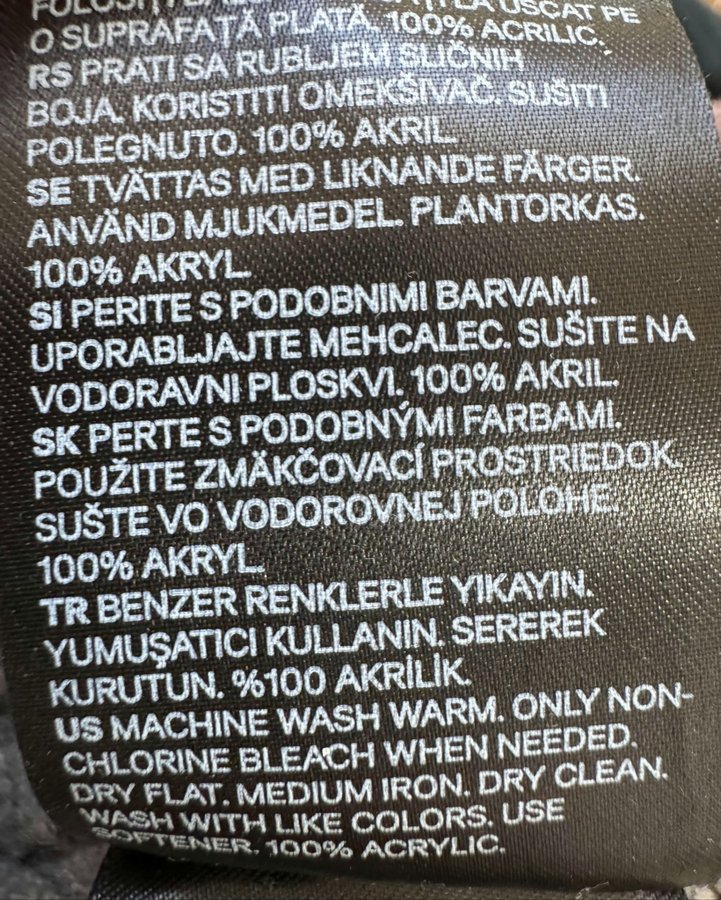 LA USCAT PE
O SUPRAFAȚĂ PLATĂ. 100% ACRILIC.
RS PRATI SA RUBLJEM SLIČNIH
BOJA. KORISTITI OMEKŠIVAČ. SUŠITI
POLEGNUTO. 100% AKRIL.
SE TVÄTTAS MED LIKNANDE FÄRGER.
ANVÄND MJUKMEDEL. PLANTORKAS.
100% AKRYL.
SI PERITE S PODOBNIMI BARVAMI.
UPORABLJAJTE MEHCALEC. SUŠITE NA
VODORAVNI PLOSKVI. 100% AKRIL.
SK PERTE S PODOBNÝMI FARBAMI.
POUŽITE ZMÄKČOVACÍ PROSTRIEDOK.
SUŠTE VO VODOROVNEJ POLOHE.
100% AKRYL.
TR BENZER RENKLERLE YIKAYIN.
YUMUŞATICI KULLANIN. SEREREK
KURUTUN. %100 AKRİLİK.
US MACHINE WASH WARM. ONLY NON-
CHLORINE BLEACH WHEN NEEDED.
DRY FLAT. MEDIUM IRON. DRY CLEAN.
WASH WITH LIKE COLORS. USE
SOFTENER. 100% ACRYLIC.